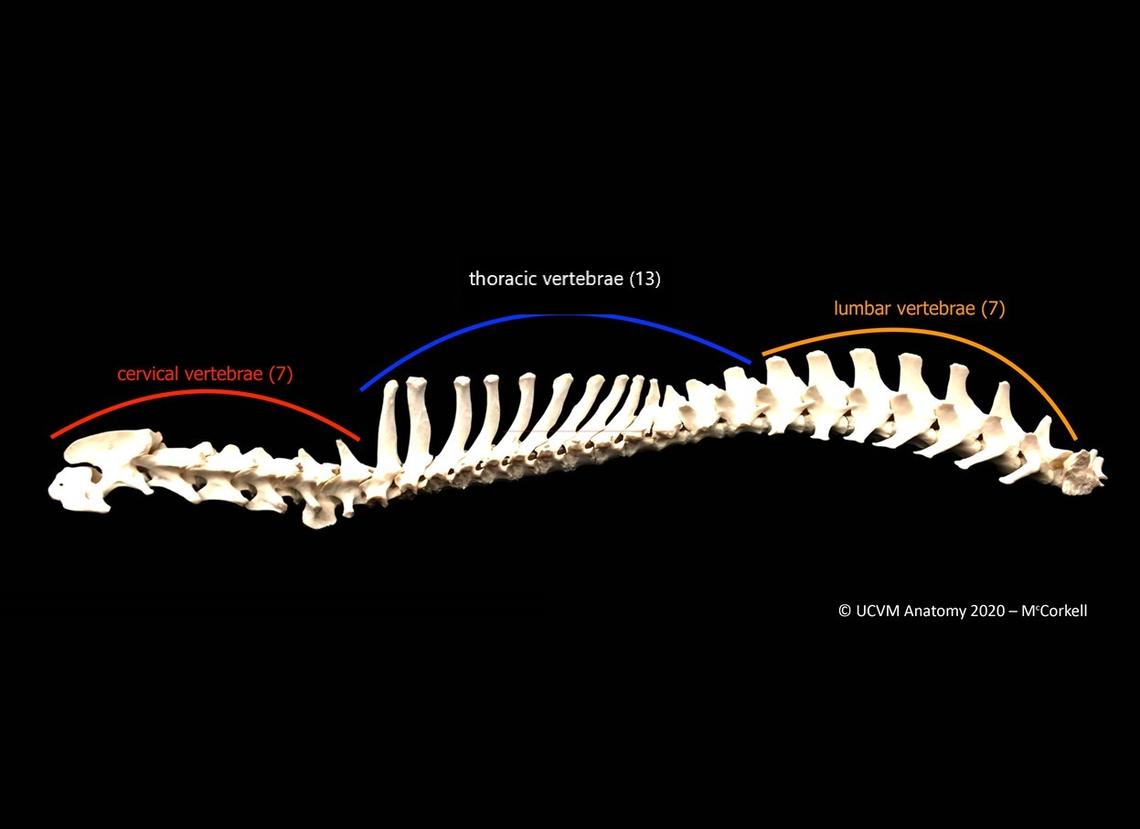 thoracic vertebrae (13)
lumbar vertebrae (7)
cervical vertebrae (7)
© UCVM Anatomy 2020 – McCorkell